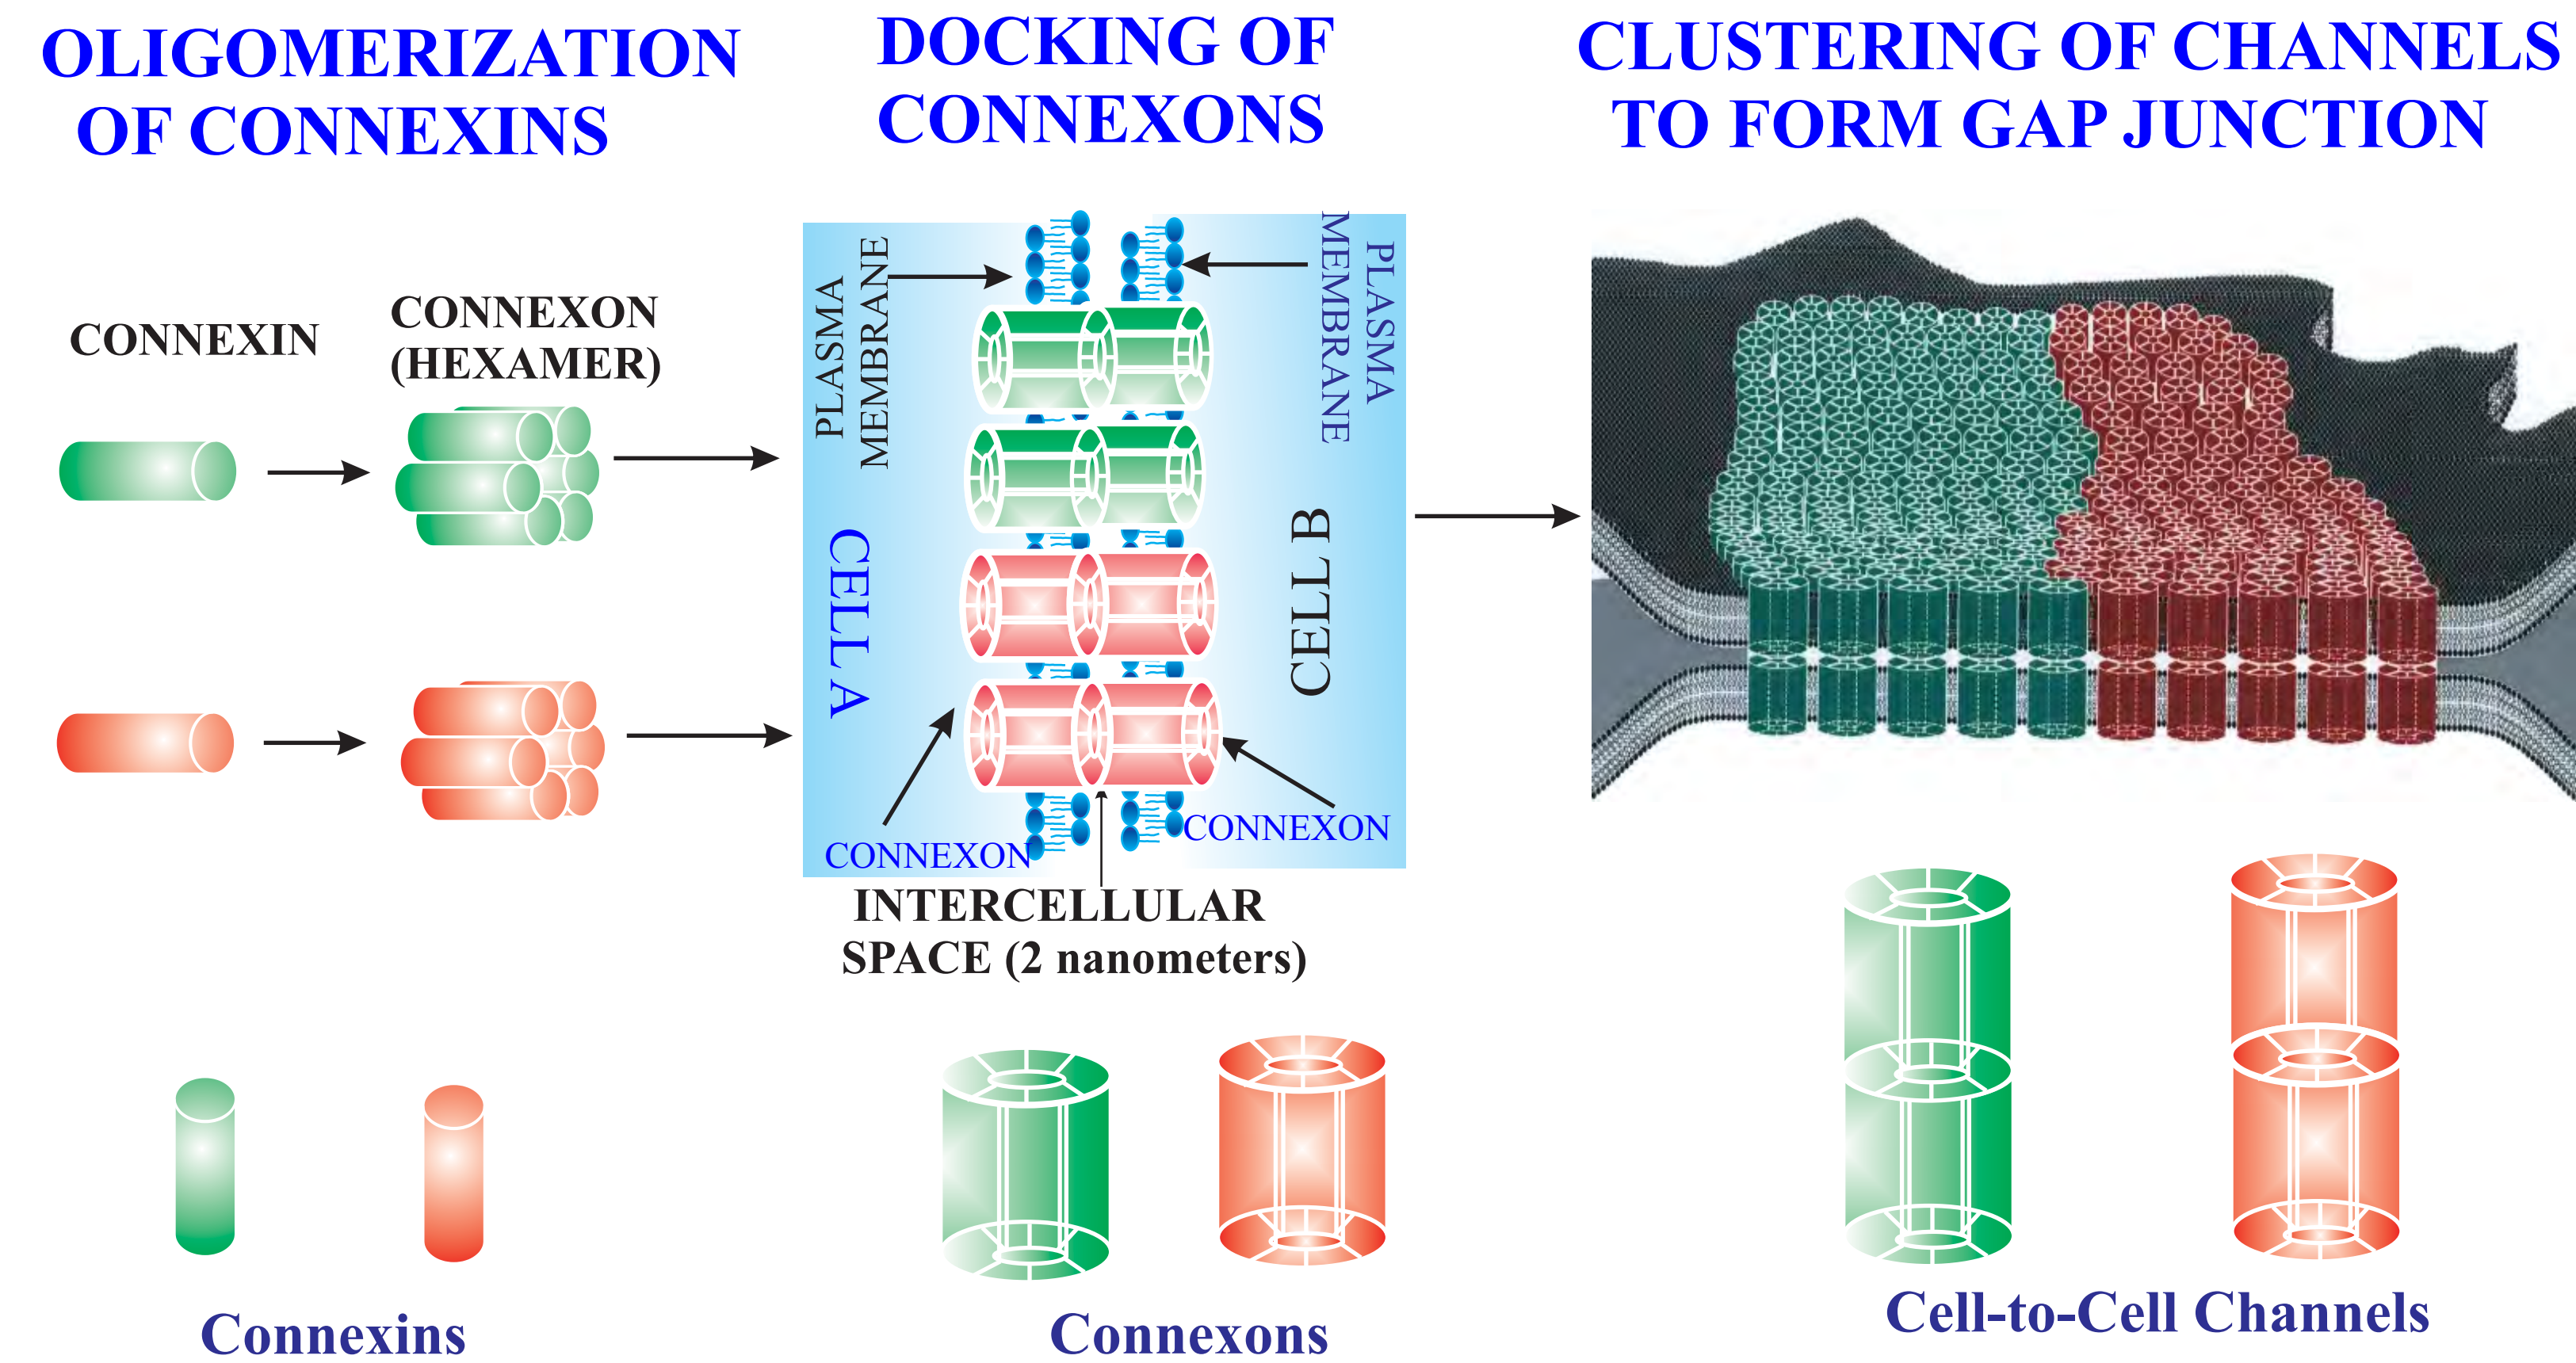 OLIGOMERIZATION
OF CONNEXINS
DOCKING OF
CONNEXONS
CLUSTERING OF CHANNELS
TO FORM GAP JUNCTION
CONNEXIN
CONNEXON
(HEXAMER)
PLASMA
MEMBRANE
PLASMA
MEMBRANE
CELL A
CELL B
CONNEXON
CONNEXON
INTERCELLULAR
SPACE (2 nanometers)
Connexins
Connexons
Cell-to-Cell Channels